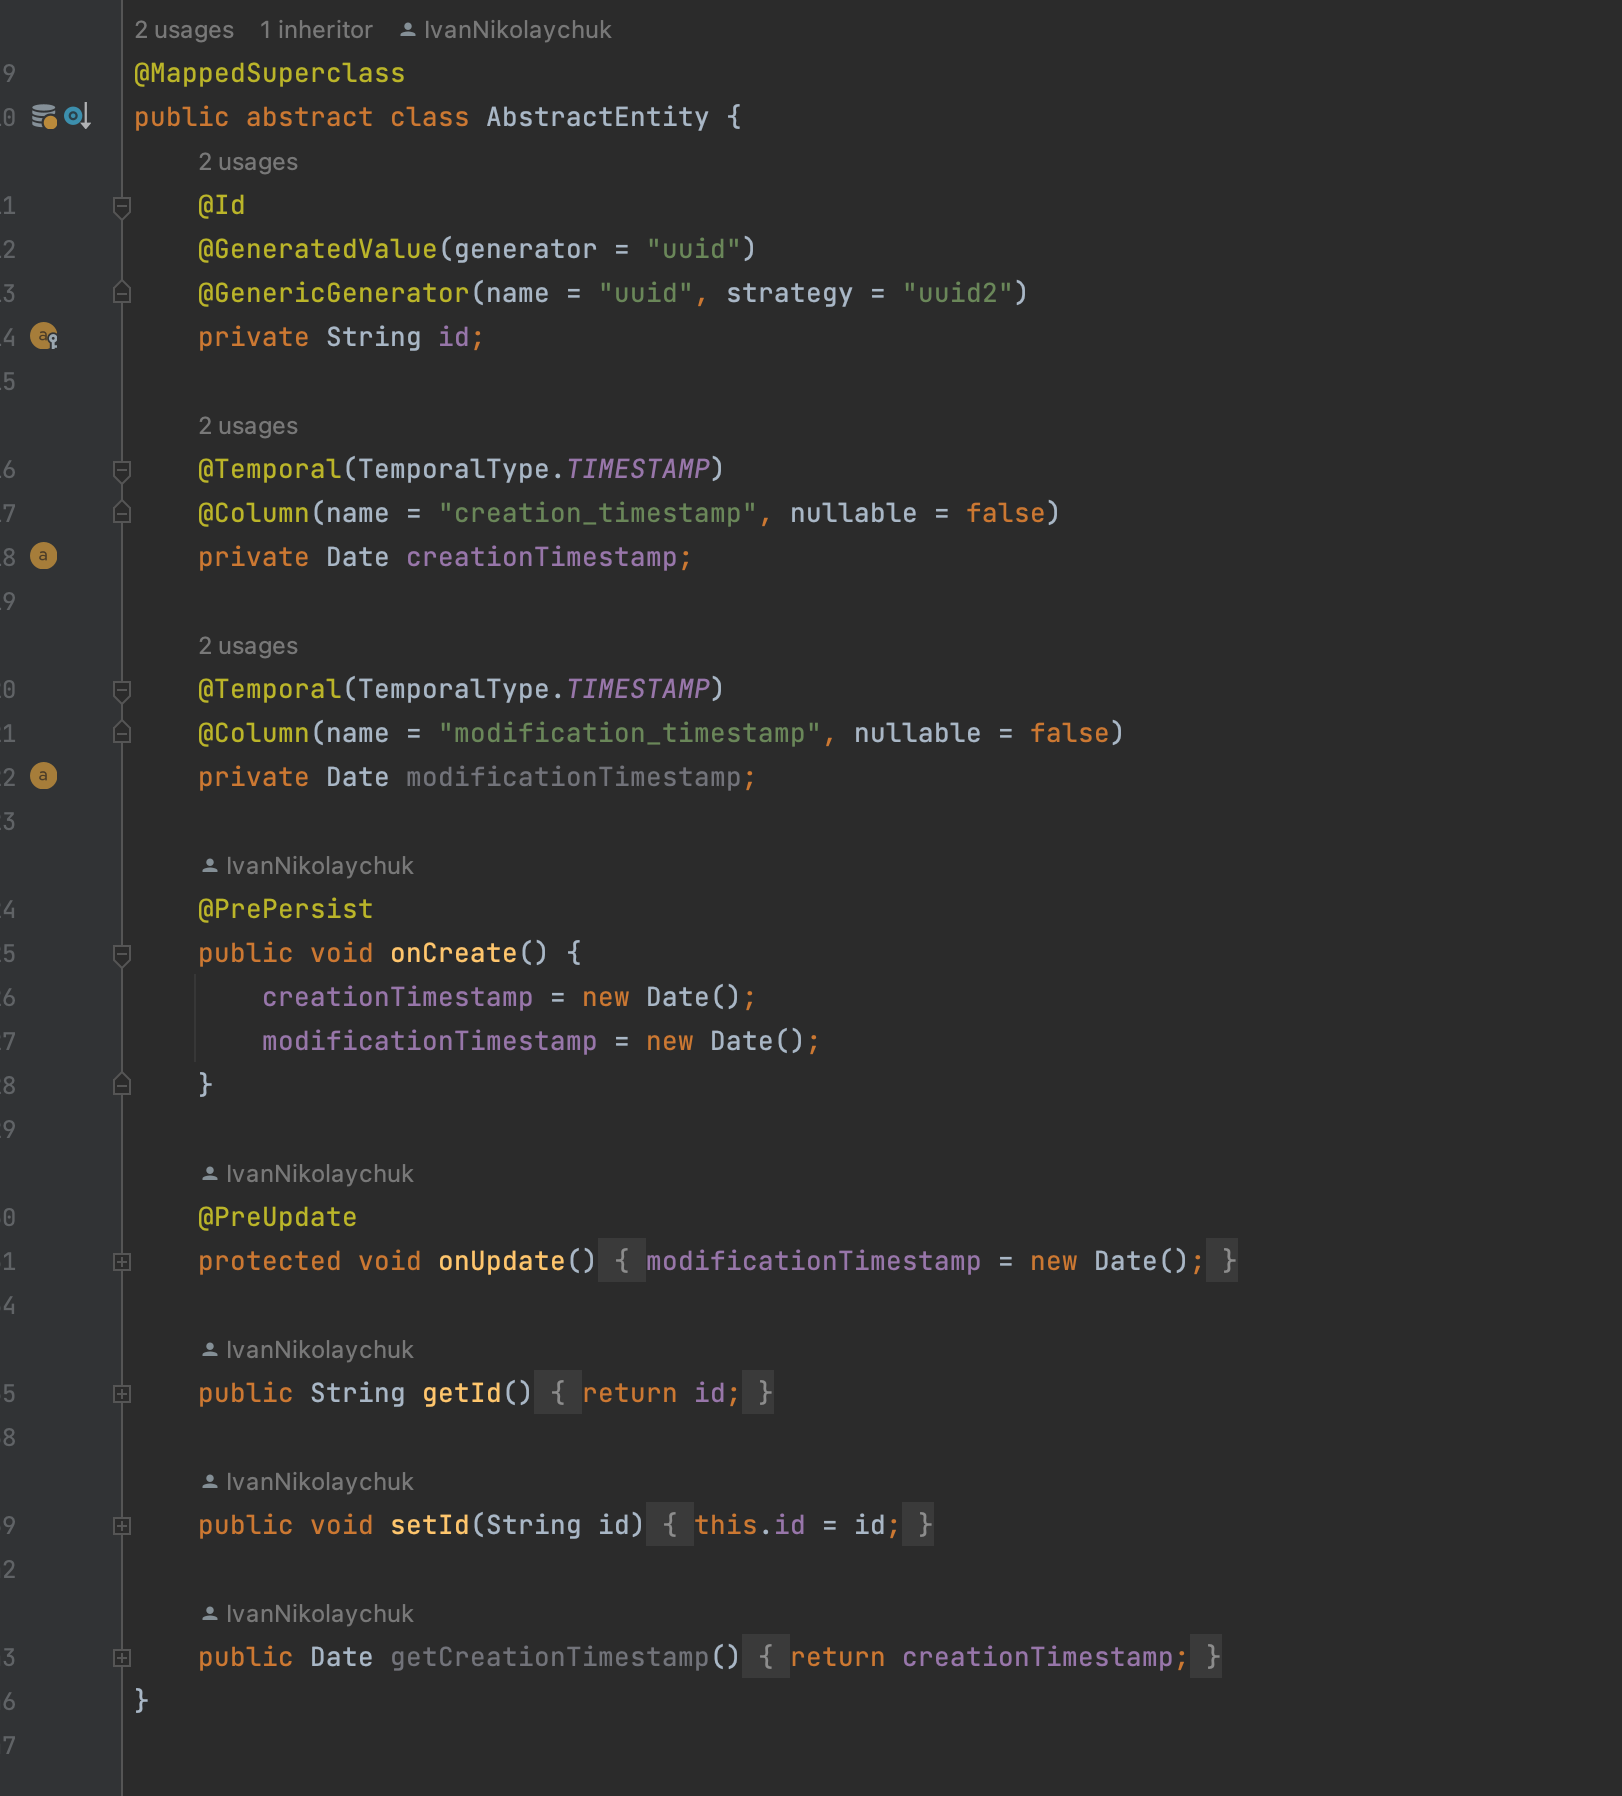 2 usages 1 inheritor IvanNikolaychuk
9 @MappedSuperclass
0 public abstract class AbstractEntity {
2 usages
1 @Id
2 @GeneratedValue(generator = "uuid")
3 @GenericGenerator(name = "uuid", strategy = "uuid2")
4 private String id;
5
2 usages
6 @Temporal(TemporalType.TIMESTAMP)
7 @Column(name = "creation_timestamp", nullable = false)
8 private Date creationTimestamp;
9
2 usages
0 @Temporal(TemporalType.TIMESTAMP)
1 @Column(name = "modification_timestamp", nullable = false)
2 private Date modificationTimestamp;
3
IvanNikolaychuk
4 @PrePersist
5 public void onCreate() {
6 creationTimestamp = new Date();
7 modificationTimestamp = new Date();
8 }
9
IvanNikolaychuk
0 @PreUpdate
1 protected void onUpdate() { modificationTimestamp = new Date(); }
4
IvanNikolaychuk
5 public String getId() { return id; }
8
IvanNikolaychuk
9 public void setId(String id) { this.id = id; }
2
IvanNikolaychuk
3 public Date getCreationTimestamp() { return creationTimestamp; }
6 }
7